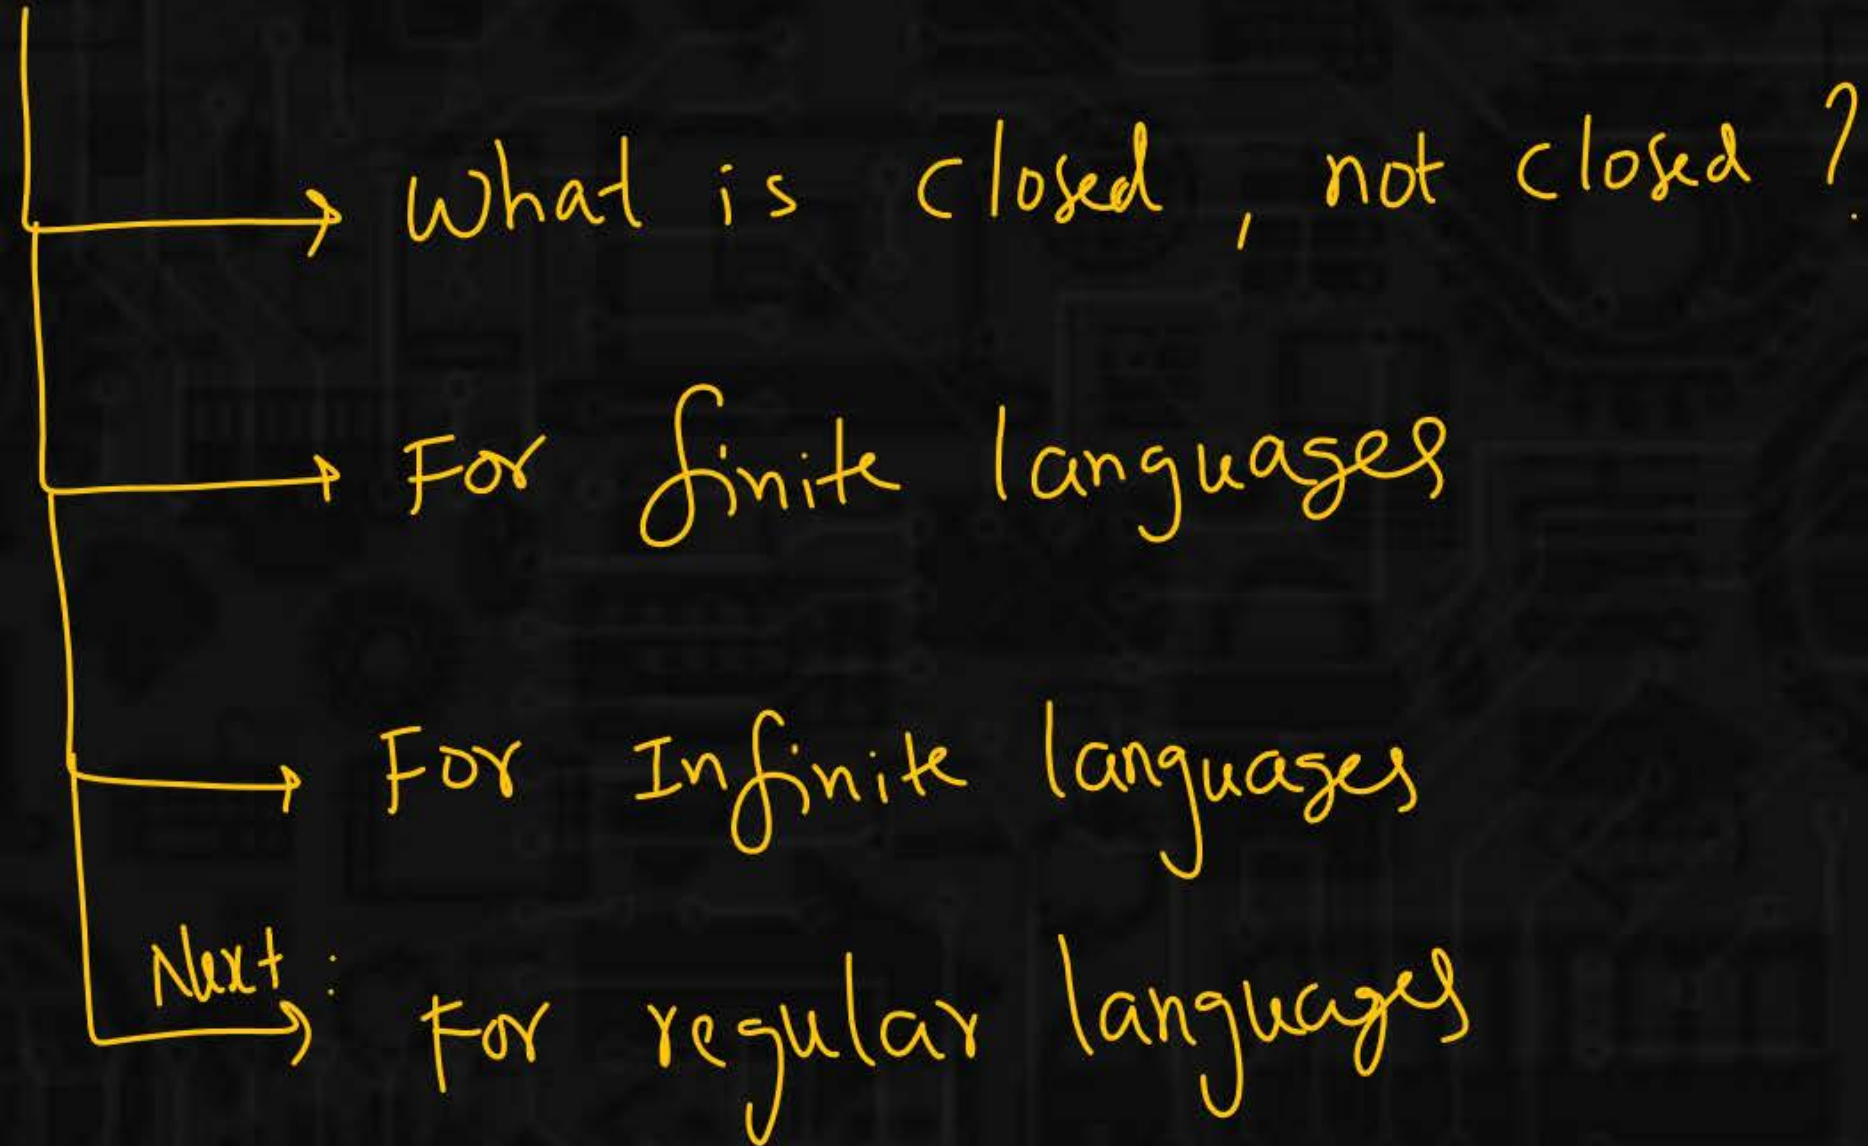 What is closed, not closed ?
For finite languages
For Infinite languages
Next :
For regular languages